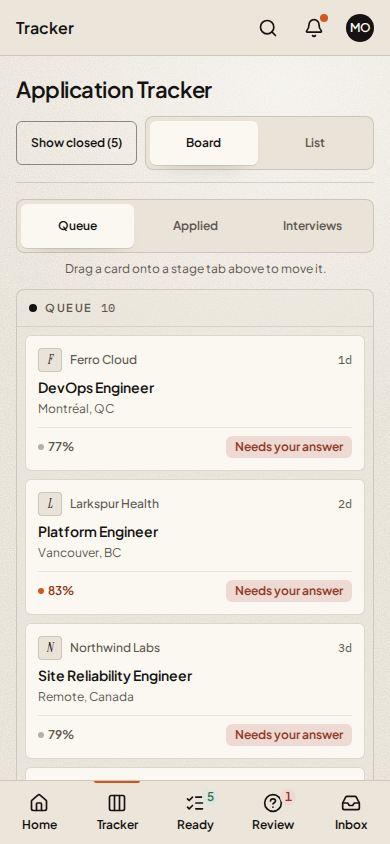 Tracker
MO
Application Tracker
Show closed (5)
Board
List
Queue
Applied
Interviews
Drag a card onto a stage tab above to move it.
QUEUE 10
F Ferro Cloud 1d
DevOps Engineer
Montréal, QC
77% Needs your answer
L Larkspur Health 2d
Platform Engineer
Vancouver, BC
83% Needs your answer
N Northwind Labs 3d
Site Reliability Engineer
Remote, Canada
79% Needs your answer
5
1
Home
Tracker
Ready
Review
Inbox